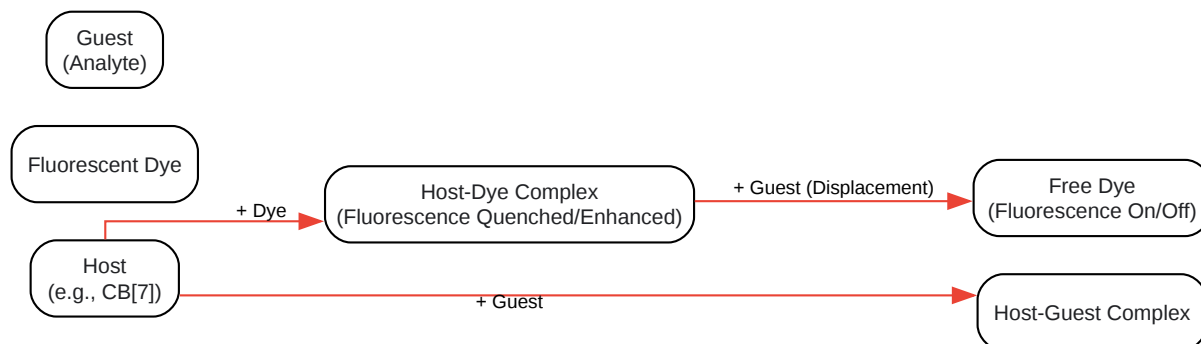 Guest
(Analyte)
Fluorescent Dye
Host
(e.g., CB[7])
+ Dye
Host-Dye Complex
(Fluorescence Quenched/Enhanced)
+ Guest (Displacement)
Free Dye
(Fluorescence On/Off)
+ Guest
Host-Guest Complex